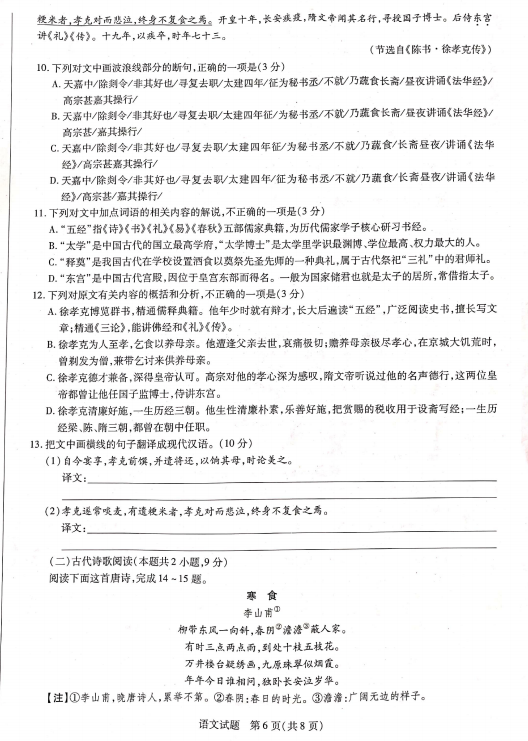 粳米者，孝克对而悲泣，终身不复食之焉。开皇十年，长安疾疫，隋文帝闻其名行，寻授国子博士。后侍东宫
讲《礼》《传》。十九年，以疾卒，时年七十三。
（节选自《陈书·徐孝克传》）
10. 下列对文中画波浪线部分的断句，正确的一项是(3 分)
A. 天嘉中/除剡令/非其好也/寻复去职/太建四年/征为秘书丞/不就/乃蔬食长斋/昼夜讲诵《法华经》/
高宗甚嘉其操行/
B. 天嘉中/除剡令/非其好也/寻复去职/太建四年/征为秘书丞/不就/乃蔬食/长斋/昼夜讲诵《法华经》/
高宗甚嘉其操行/
C. 天嘉中/除剡令/非其好也/寻复去职/太建四年征/为秘书丞/不就/乃蔬食/长斋昼夜/讲诵《法华
经》/高宗甚嘉其操行/
D. 天嘉中/除剡令/非其好也/寻复去职/太建四年/征为秘书丞/不就/乃蔬食/长斋昼夜/讲诵《法华
经》/高宗甚/嘉其操行/
11. 下列对文中加点词语的相关内容的解说，不正确的一项是(3 分)
A. “五经”指《诗》《书》《礼》《易》《春秋》五部儒家典籍，为历代儒家学子核心研习书经。
B. “太学”是中国古代的国立最高学府，“太学博士”是太学里学识最渊博、学位最高、权力最大的人。
C. “释奠”是我国古代在学校设置酒食以奠祭先圣先师的一种典礼，属于古代祭祀“三礼”中的君师礼。
D. “东宫”是中国古代宫殿，因位于皇宫东部而得名。一般为国家储君也就是太子的居所，常借指太子。
12. 下列对原文有关内容的概括和分析，不正确的一项是(3 分)
A. 徐孝克博览群书，精通儒释典籍。他年少时就有辩才，长大后遍读“五经”，广泛阅读史书，擅长写文
章；精通《三论》，能讲佛经和《礼》《传》。
B. 徐孝克为人至孝，乞食以养母亲。他遭逢父亲去世，哀痛极切；赡养母亲极尽孝心，在京城大饥荒时，
曾剃发为僧，兼带乞讨来供养母亲。
C. 徐孝克德才兼备，深得皇帝认可。高宗对他的孝心深为感叹，隋文帝听说过他的名声德行，这两位皇
帝都曾让他任国子监博士，侍讲东宫。
D. 徐孝克清廉好施，一生历经三朝。他生性清廉朴素，乐善好施，把赏赐的税收用于设斋写经；一生历
经梁、陈、隋三朝，都曾在朝中任职。
13. 把文中画横线的句子翻译成现代汉语。(10 分)
(1)自今宴享，孝克前馔，并遣将还，以饷其母，时论美之。
译文：
(2)孝克遂常啖麦，有遗粳米者，孝克对而悲泣，终身不复食之焉。
译文：
(二)古代诗歌阅读(本题共 2 小题，9 分)
阅读下面这首唐诗，完成 14～15 题。
寒 食
李山甫①
柳带东风一向斜，春阴②澹澹③蔽人家。
有时三点两点雨，到处十枝五枝花。
万井楼台疑绣画，九原珠翠似烟霞。
年年今日谁相问，独卧长安泣岁华。
【注】①李山甫，晚唐诗人，累举不第。②春阴：春日的时光。③澹澹：广阔无边的样子。
语文试题 第 6 页(共 8 页)